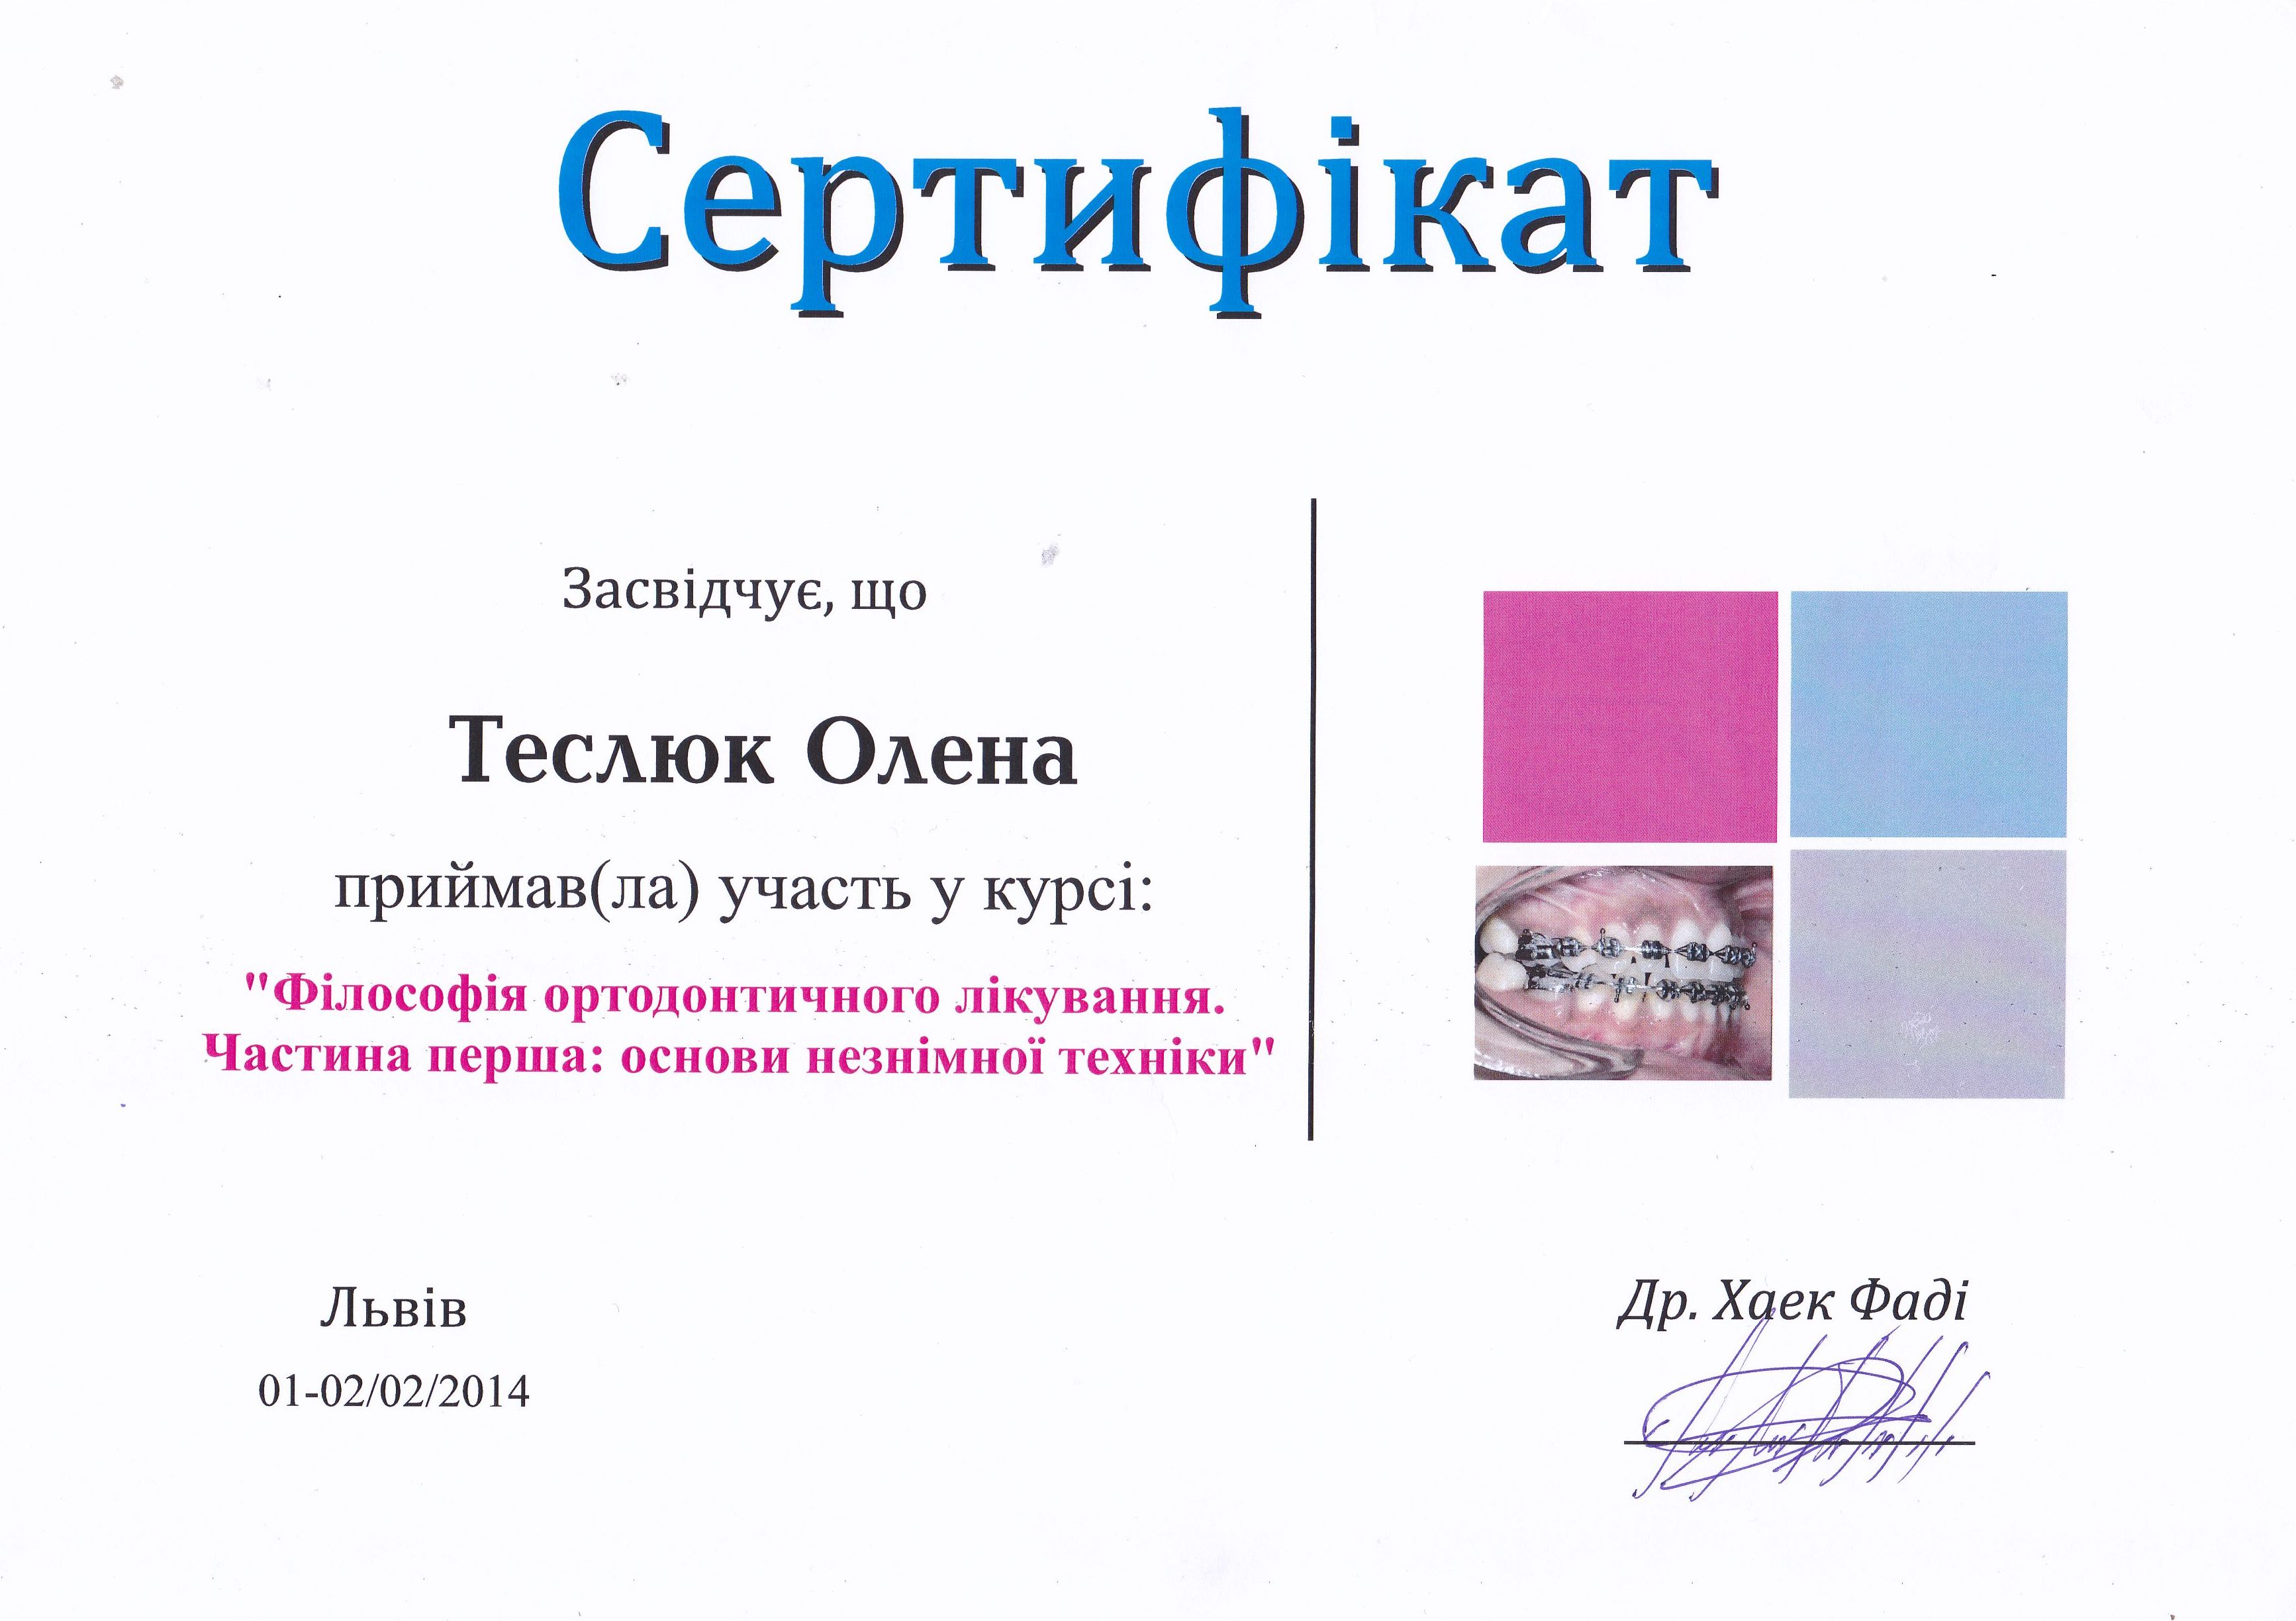 Сертифікат
Засвідчує, що
Теслюк Олена
приймав(ла) участь у курсі:
"Філософія ортодонтичного лікування.
Частина перша: основи незнімної техніки"
Львів
01-02/02/2014
Др. Хаек Фаді